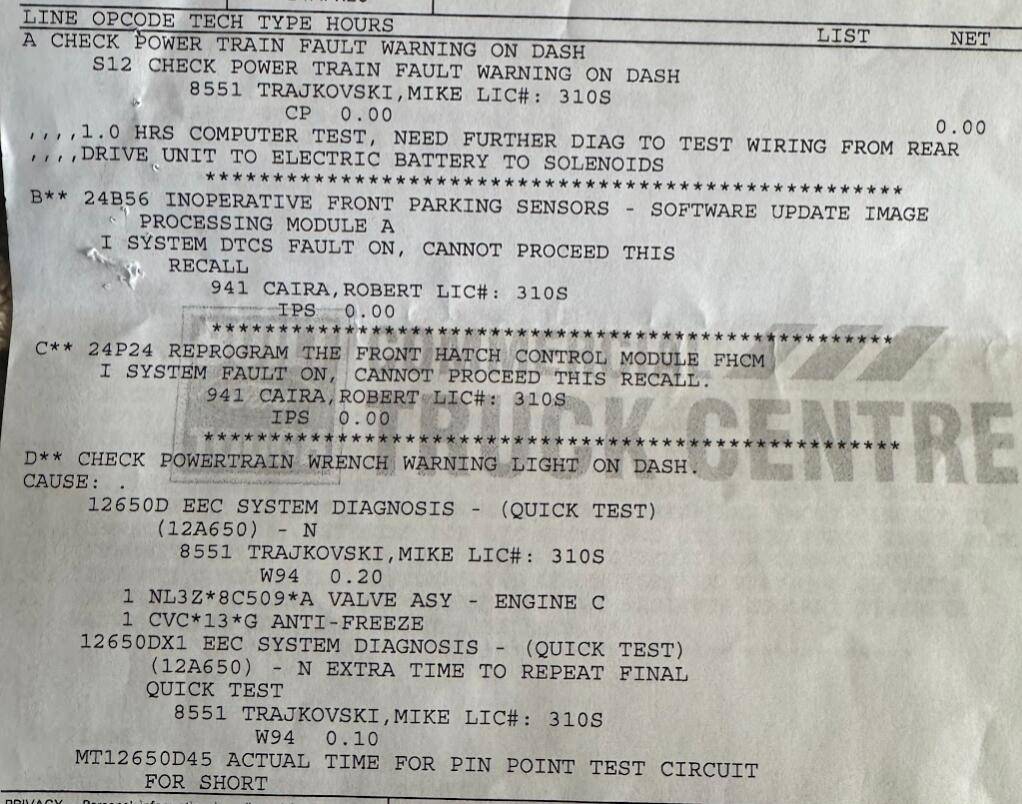 LINE OPCODE TECH TYPE HOURS LIST NET
A CHECK POWER TRAIN FAULT WARNING ON DASH
S12 CHECK POWER TRAIN FAULT WARNING ON DASH
8551 TRAJKOVSKI,MIKE LIC#: 310S
CP 0.00 0.00
,,,,1.0 HRS COMPUTER TEST, NEED FURTHER DIAG TO TEST WIRING FROM REAR
,,,,DRIVE UNIT TO ELECTRIC BATTERY TO SOLENOIDS
****************************************************
B** 24B56 INOPERATIVE FRONT PARKING SENSORS - SOFTWARE UPDATE IMAGE
PROCESSING MODULE A
I SYSTEM DTCS FAULT ON, CANNOT PROCEED THIS
RECALL
941 CAIRA,ROBERT LIC#: 310S
IPS 0.00
****************************************************
C** 24P24 REPROGRAM THE FRONT HATCH CONTROL MODULE FHCM
I SYSTEM FAULT ON, CANNOT PROCEED THIS RECALL.
941 CAIRA,ROBERT LIC#: 310S
IPS 0.00
TRUCK CENTRE
****************************************************
D** CHECK POWERTRAIN WRENCH WARNING LIGHT ON DASH.
CAUSE: .
12650D EEC SYSTEM DIAGNOSIS - (QUICK TEST)
(12A650) - N
8551 TRAJKOVSKI,MIKE LIC#: 310S
W94 0.20
1 NL3Z*8C509*A VALVE ASY - ENGINE C
1 CVC*13*G ANTI-FREEZE
12650DX1 EEC SYSTEM DIAGNOSIS - (QUICK TEST)
(12A650) - N EXTRA TIME TO REPEAT FINAL
QUICK TEST
8551 TRAJKOVSKI,MIKE LIC#: 310S
W94 0.10
MT12650D45 ACTUAL TIME FOR PIN POINT TEST CIRCUIT
FOR SHORT